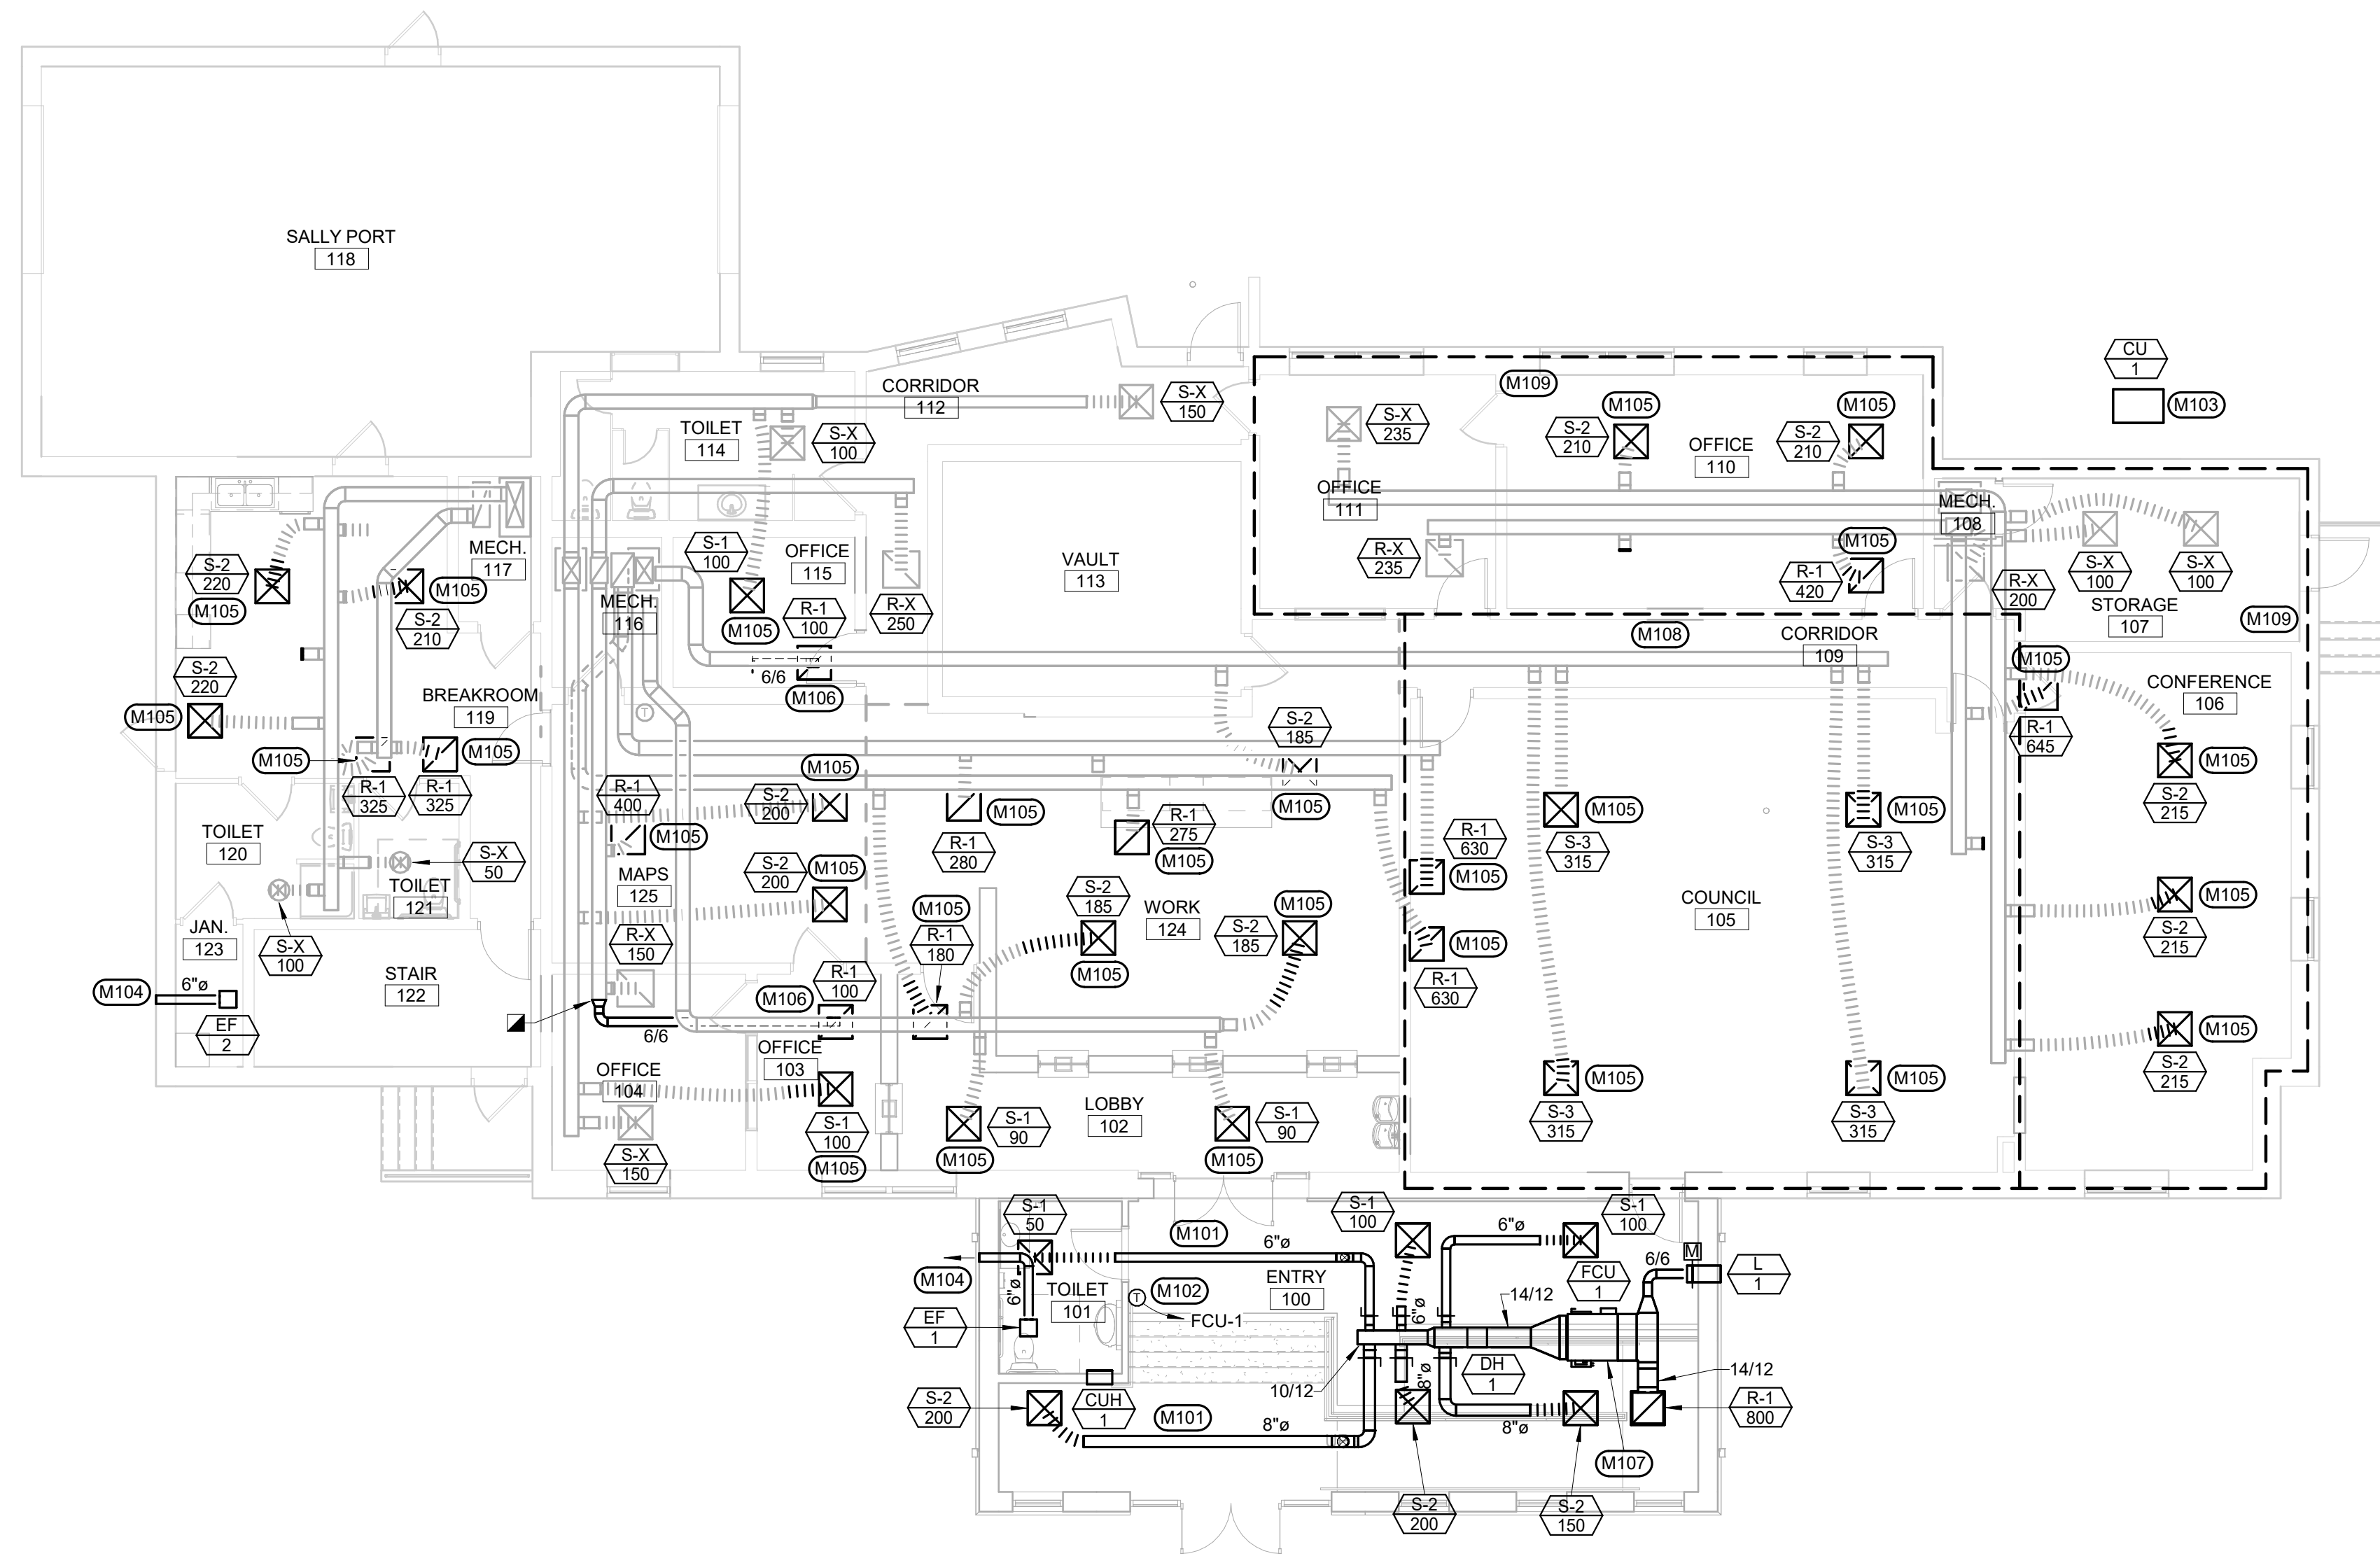 SALLY PORT
118
CU
1
M103
CORRIDOR
112
S-X
150
M109
S-X
235
M105
S-2
210
OFFICE
110
M105
S-2
210
TOILET
114
S-X
100
OFFICE
111
MECH.
108
MECH.
117
S-2
220
M105
M105
S-2
210
S-1
100
M105
OFFICE
115
R-1
100
R-X
250
VAULT
113
R-X
235
M105
R-1
420
R-X
200
S-X
100
S-X
100
STORAGE
107
M109
MECH.
116
6/6
M106
M108
CORRIDOR
109
M105
R-1
645
CONFERENCE
106
S-2
220
M105
BREAKROOM
119
T
S-2
185
M105
M105
R-1
325
R-1
325
R-1
400
M105
M105
S-2
200
M105
R-1
280
R-1
275
M105
M105
M105
S-2
215
TOILET
120
S-X
50
TOILET
121
MAPS
125
S-2
200
M105
R-1
630
M105
M105
S-3
315
M105
S-3
315
COUNCIL
105
JAN.
123
S-X
100
R-X
150
M105
R-1
180
S-2
185
M105
WORK
124
S-2
185
M105
M105
R-1
630
M105
S-2
215
M104
6"ø
EF
2
STAIR
122
M106
R-1
100
6/6
OFFICE
103
OFFICE
104
S-X
150
S-1
100
M105
S-1
90
M105
LOBBY
102
S-1
90
M105
M105
S-3
315
M105
S-3
315
M105
S-2
215
S-1
50
M101
6"ø
S-1
100
6"ø
S-1
100
M
6/6
L
1
M104
6"ø
TOILET
101
T
M102
FCU-1
ENTRY
100
6"ø
14/12
FCU
1
EF
1
DH
1
14/12
10/12
8"ø
S-2
200
CUH
1
M101
8"ø
8"ø
R-1
800
M107
S-2
200
S-2
150